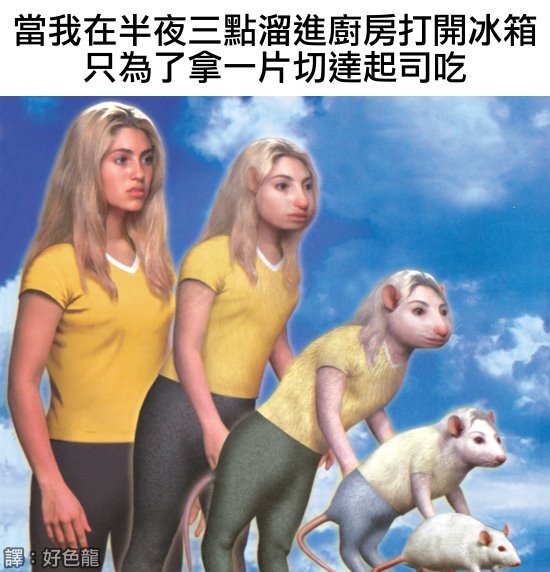 當我在半夜三點溜進廚房打開冰箱
只為了拿一片切達起司吃
譯：好色龍